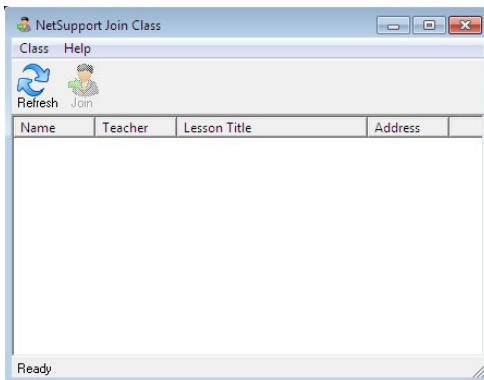 NetSupport Join Class
Class Help
Refresh Join
Name Teacher Lesson Title Address
Ready